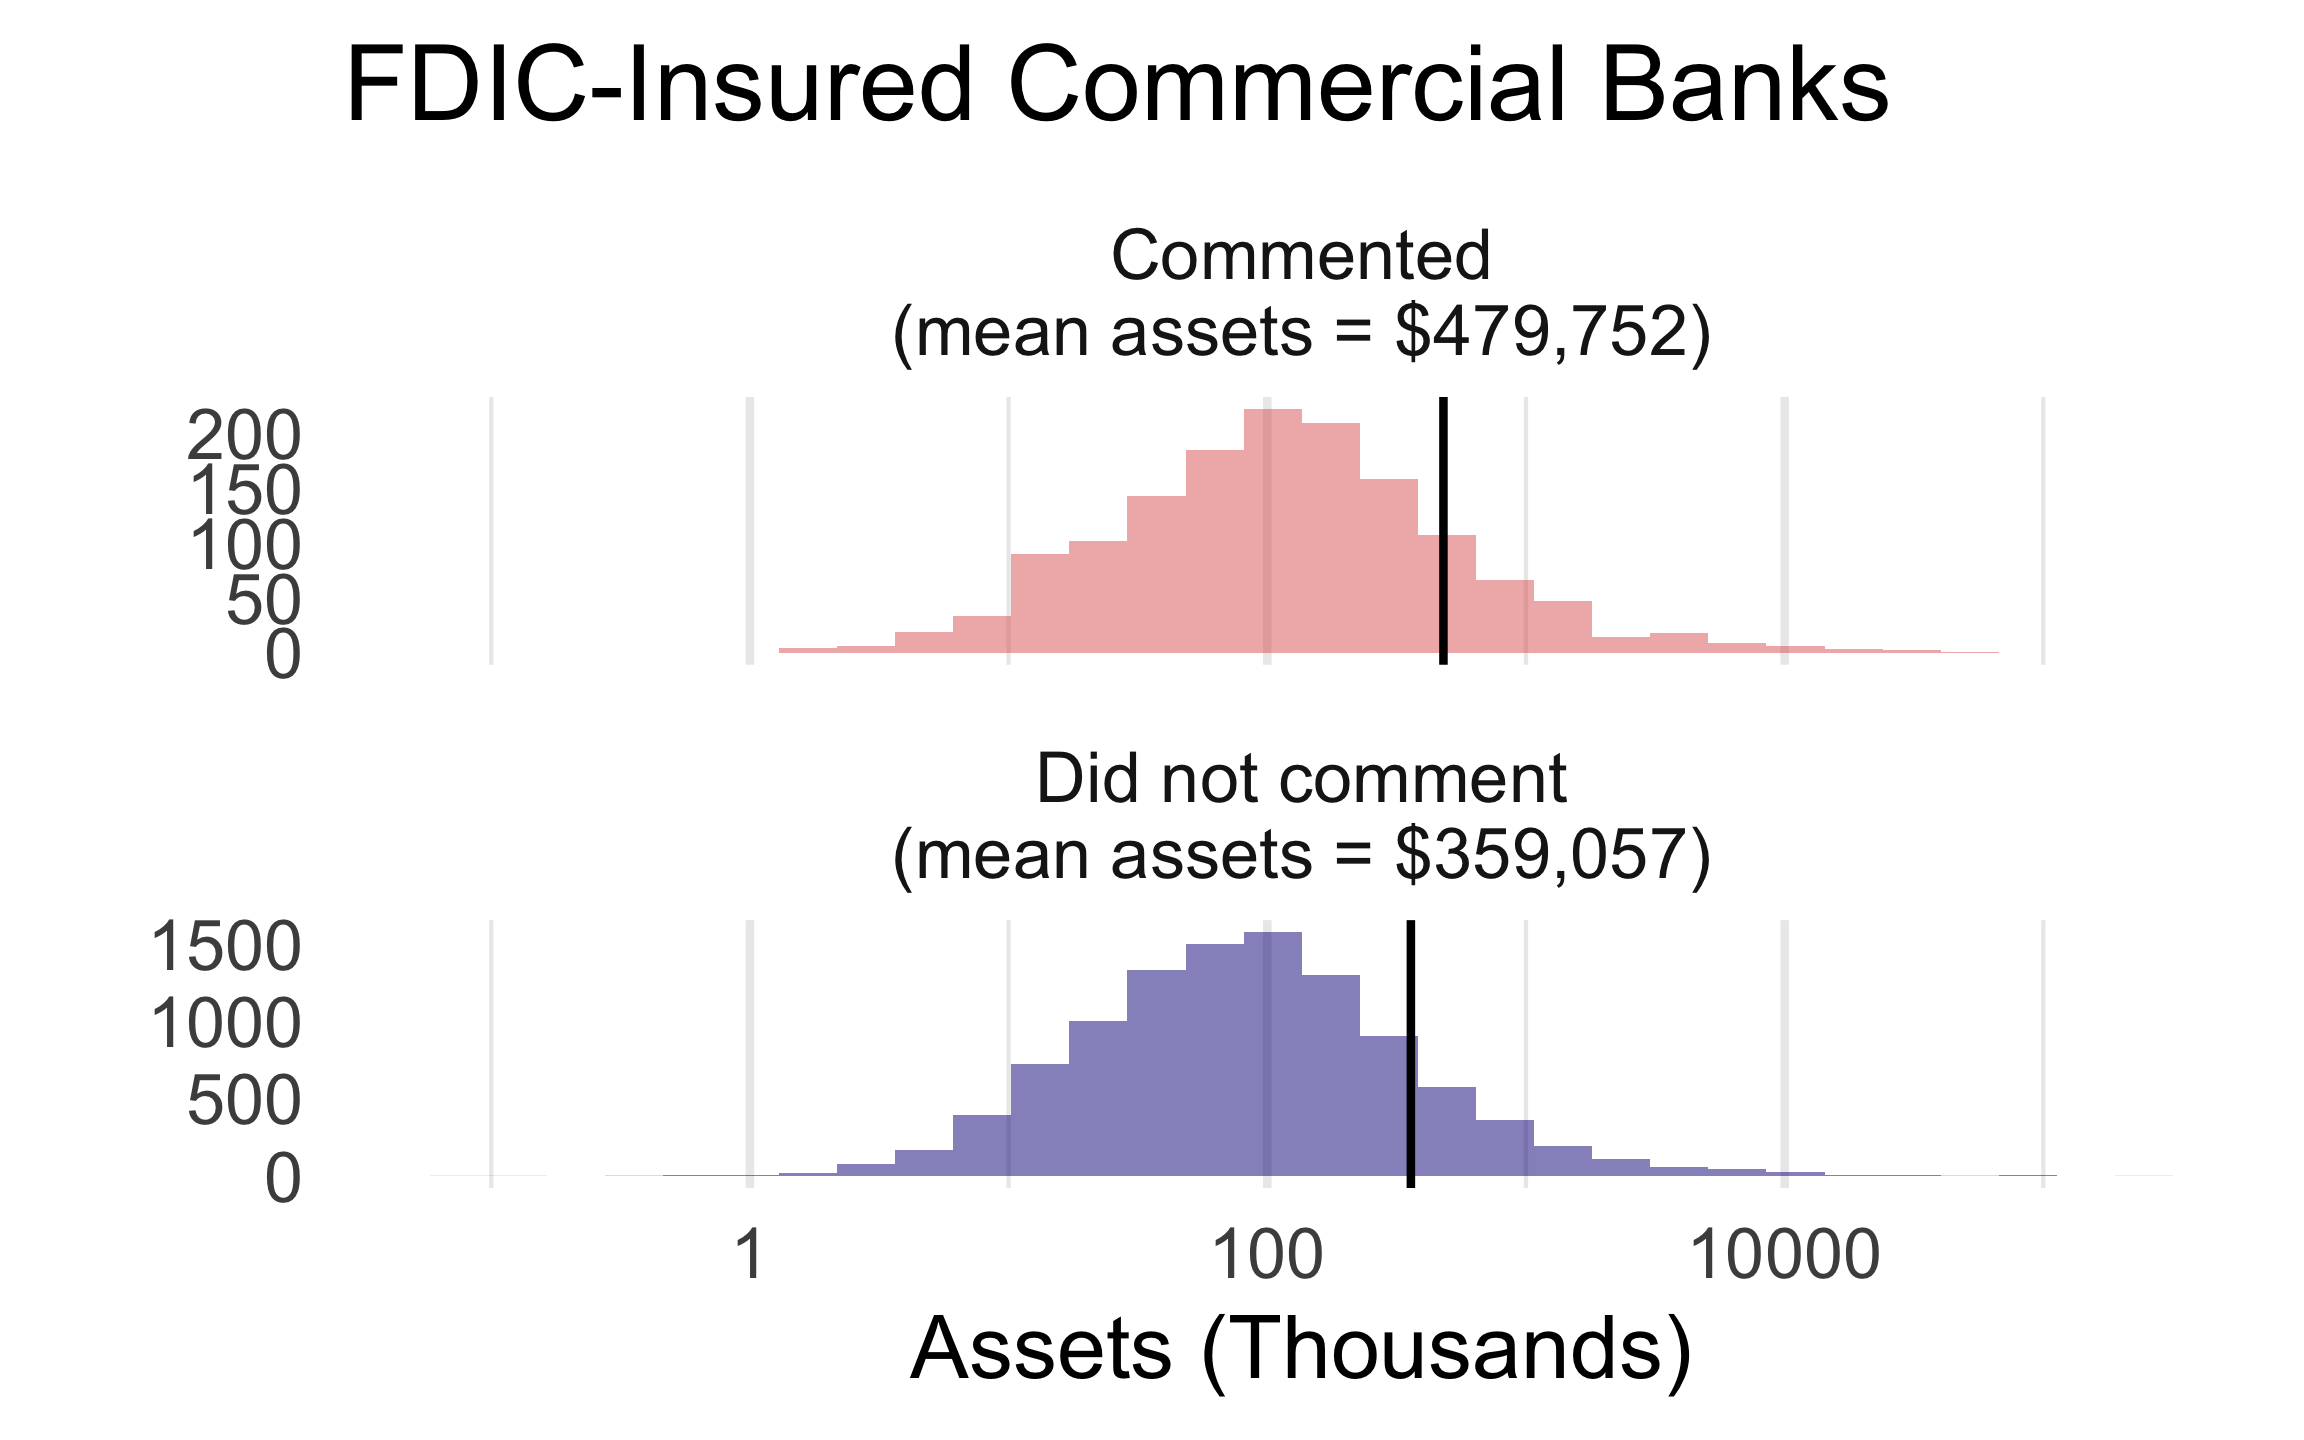 FDIC-Insured Commercial Banks
Commented
(mean assets = $479,752)
200
150
100
50
0
Did not comment
(mean assets = $359,057)
1500
1000
500
0
1 100 10000
Assets (Thousands)